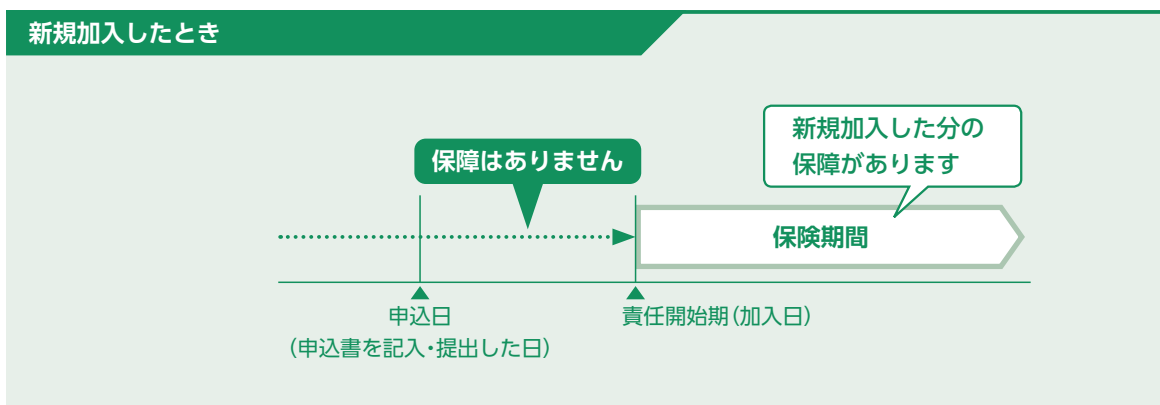 新規加入したとき
新規加入した分の
保障があります
保障はありません
保険期間
申込日
（申込書を記入・提出した日）
責任開始期（加入日）